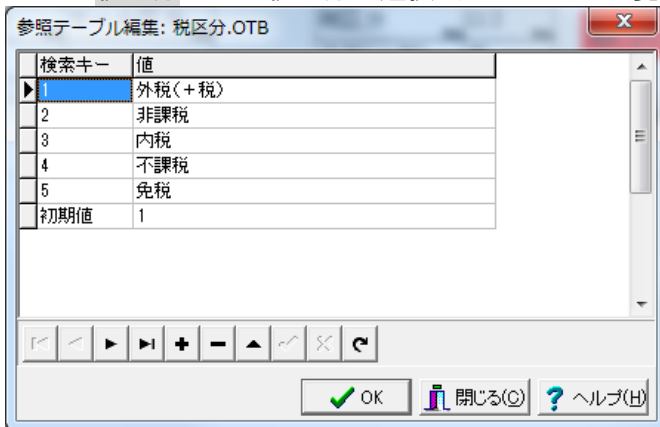 参照テーブル編集: 税区分.OTB
検索キー 値
1 外税(+税)
2 非課税
3 内税
4 不課税
5 免税
初期値 1
OK 閉じる(C) ヘルプ(H)